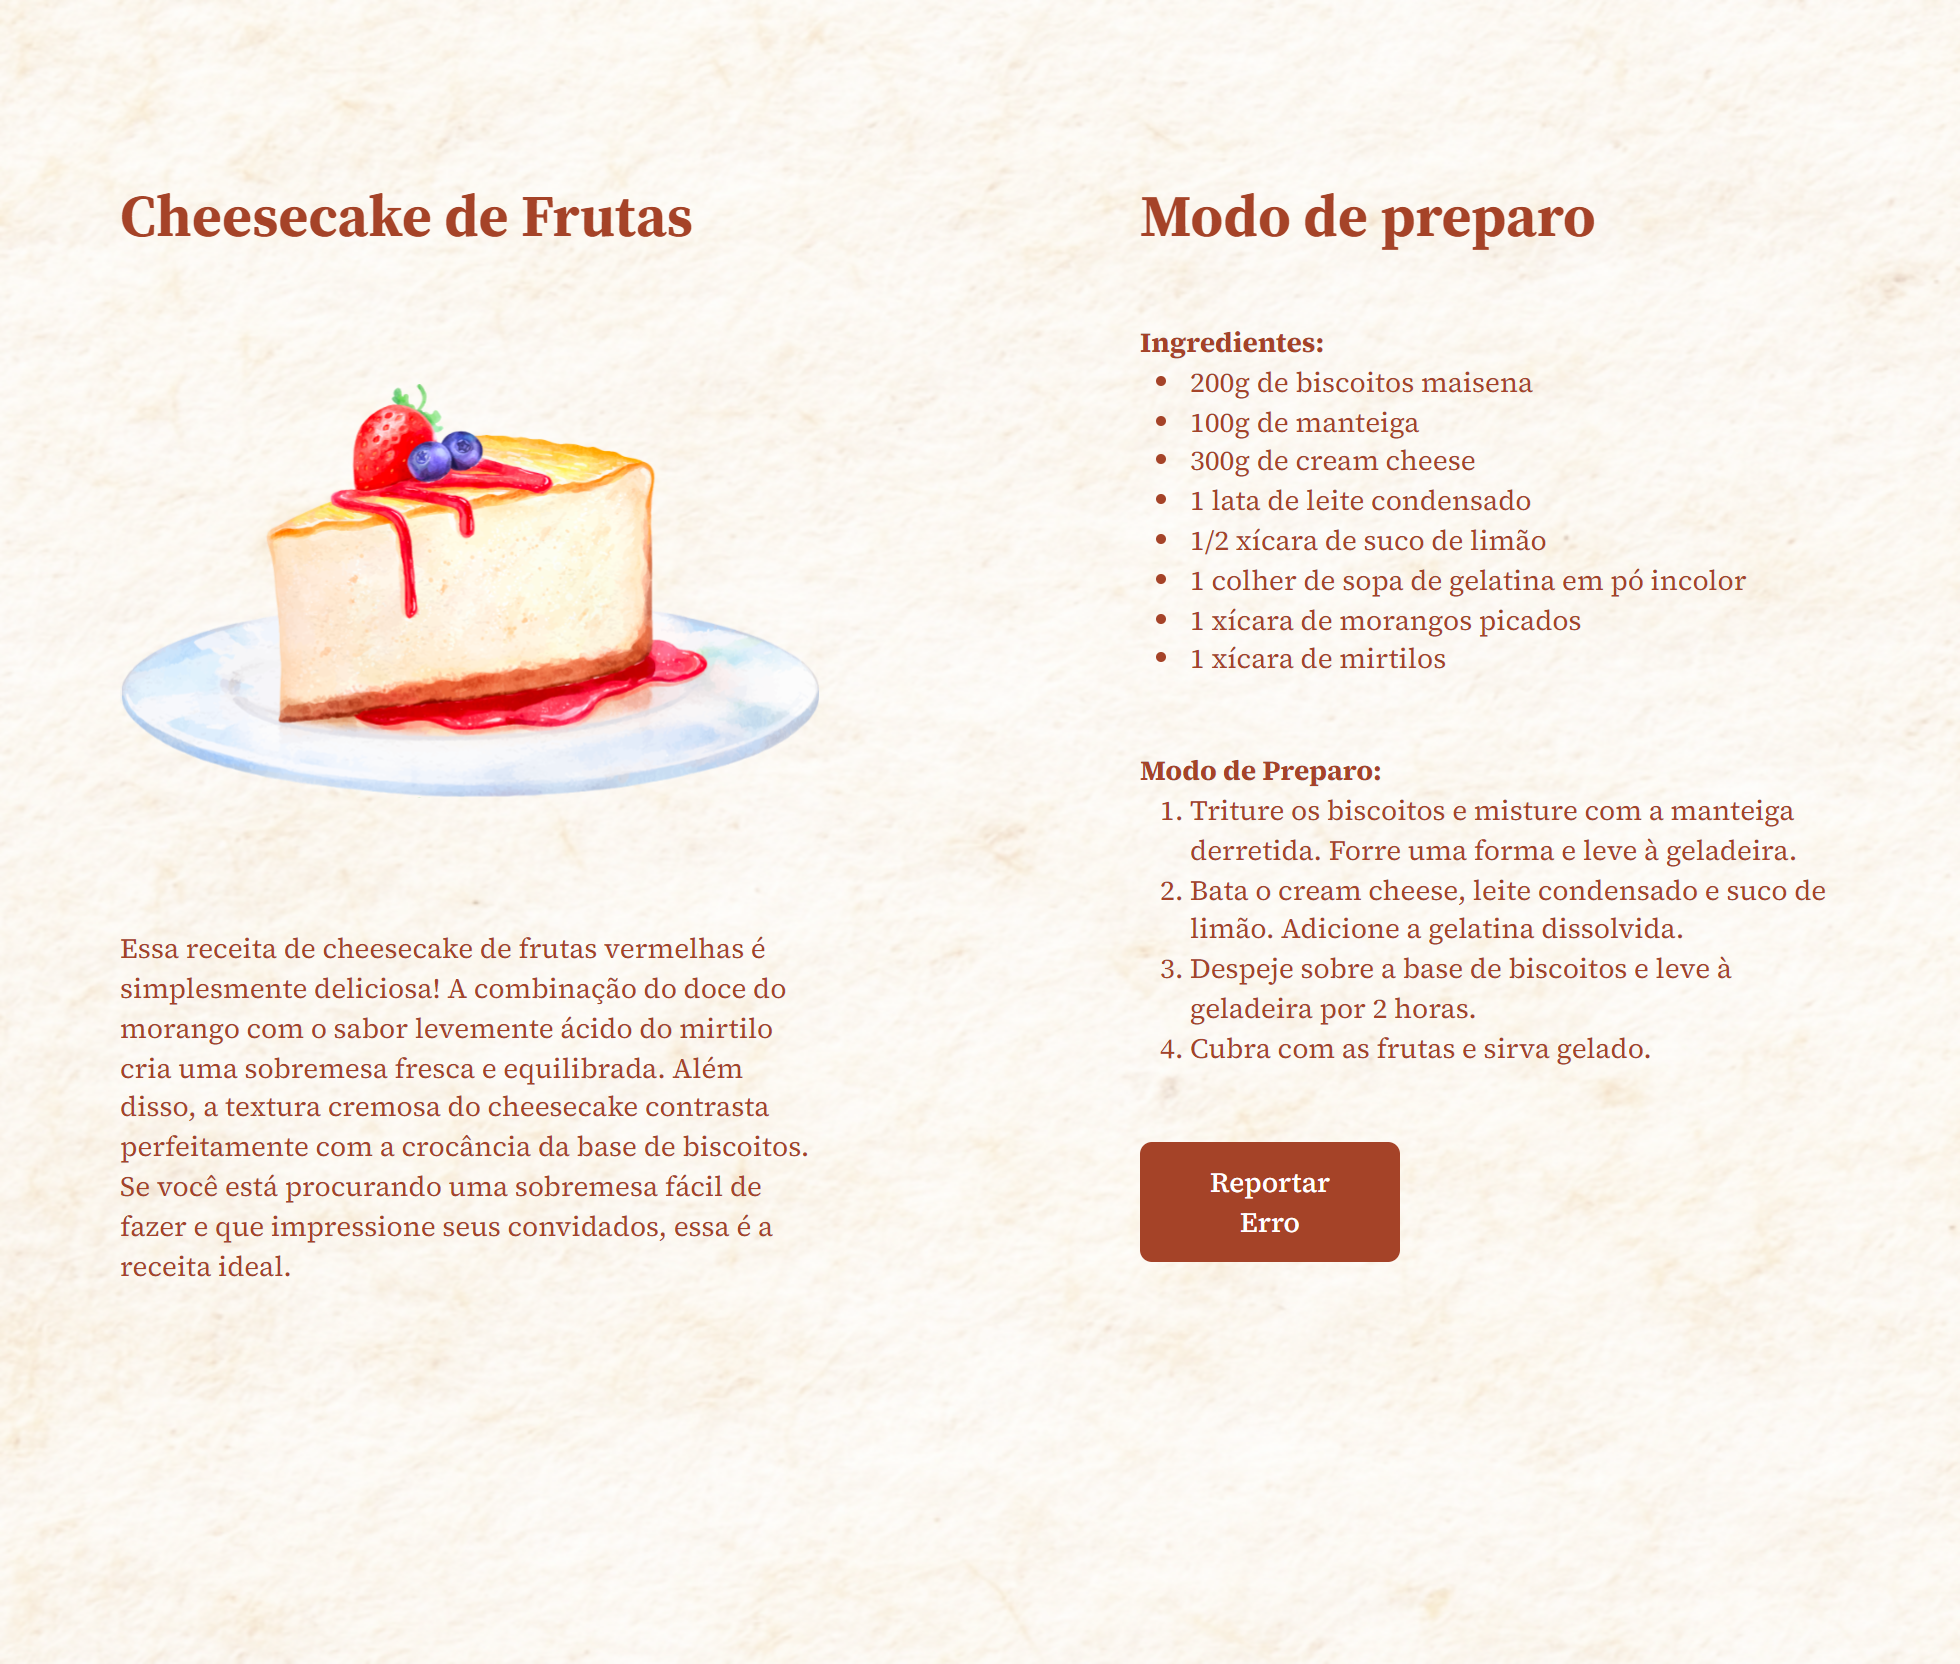 Cheesecake de Frutas
Essa receita de cheesecake de frutas vermelhas é
simplesmente deliciosa! A combinação do doce do
morango com o sabor levemente ácido do mirtilo
cria uma sobremesa fresca e equilibrada. Além
disso, a textura cremosa do cheesecake contrasta
perfeitamente com a crocância da base de biscoitos.
Se você está procurando uma sobremesa fácil de
fazer e que impressione seus convidados, essa é a
receita ideal.
Modo de preparo
Ingredientes:
• 200g de biscoitos maisena
• 100g de manteiga
• 300g de cream cheese
• 1 lata de leite condensado
• 1/2 xícara de suco de limão
• 1 colher de sopa de gelatina em pó incolor
• 1 xícara de morangos picados
• 1 xícara de mirtilos
Modo de Preparo:
1. Triture os biscoitos e misture com a manteiga
derretida. Forre uma forma e leve à geladeira.
2. Bata o cream cheese, leite condensado e suco de
limão. Adicione a gelatina dissolvida.
3. Despeje sobre a base de biscoitos e leve à
geladeira por 2 horas.
4. Cubra com as frutas e sirva gelado.
Reportar
Erro